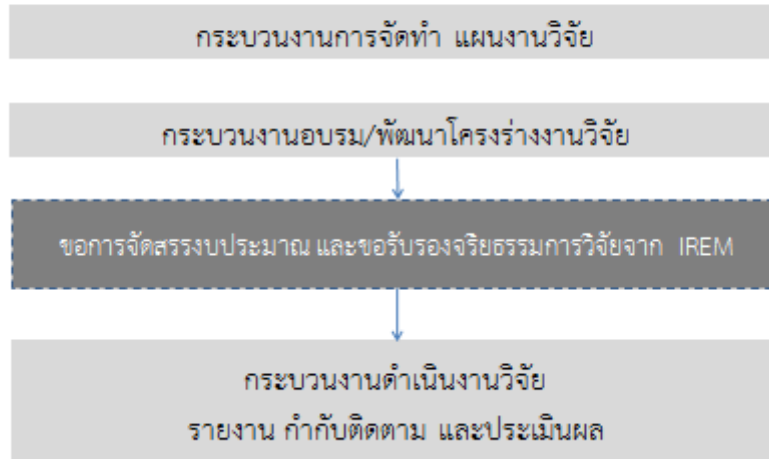 กระบวนงานการจัดทำ แผนงานวิจัย
กระบวนงานอบรม/พัฒนาโครงร่างงานวิจัย
ขอการจัดสรรงบประมาณ และขอรับรองจริยธรรมการวิจัยจาก IREM
กระบวนงานดำเนินงานวิจัย
รายงาน กำกับติดตาม และประเมินผล